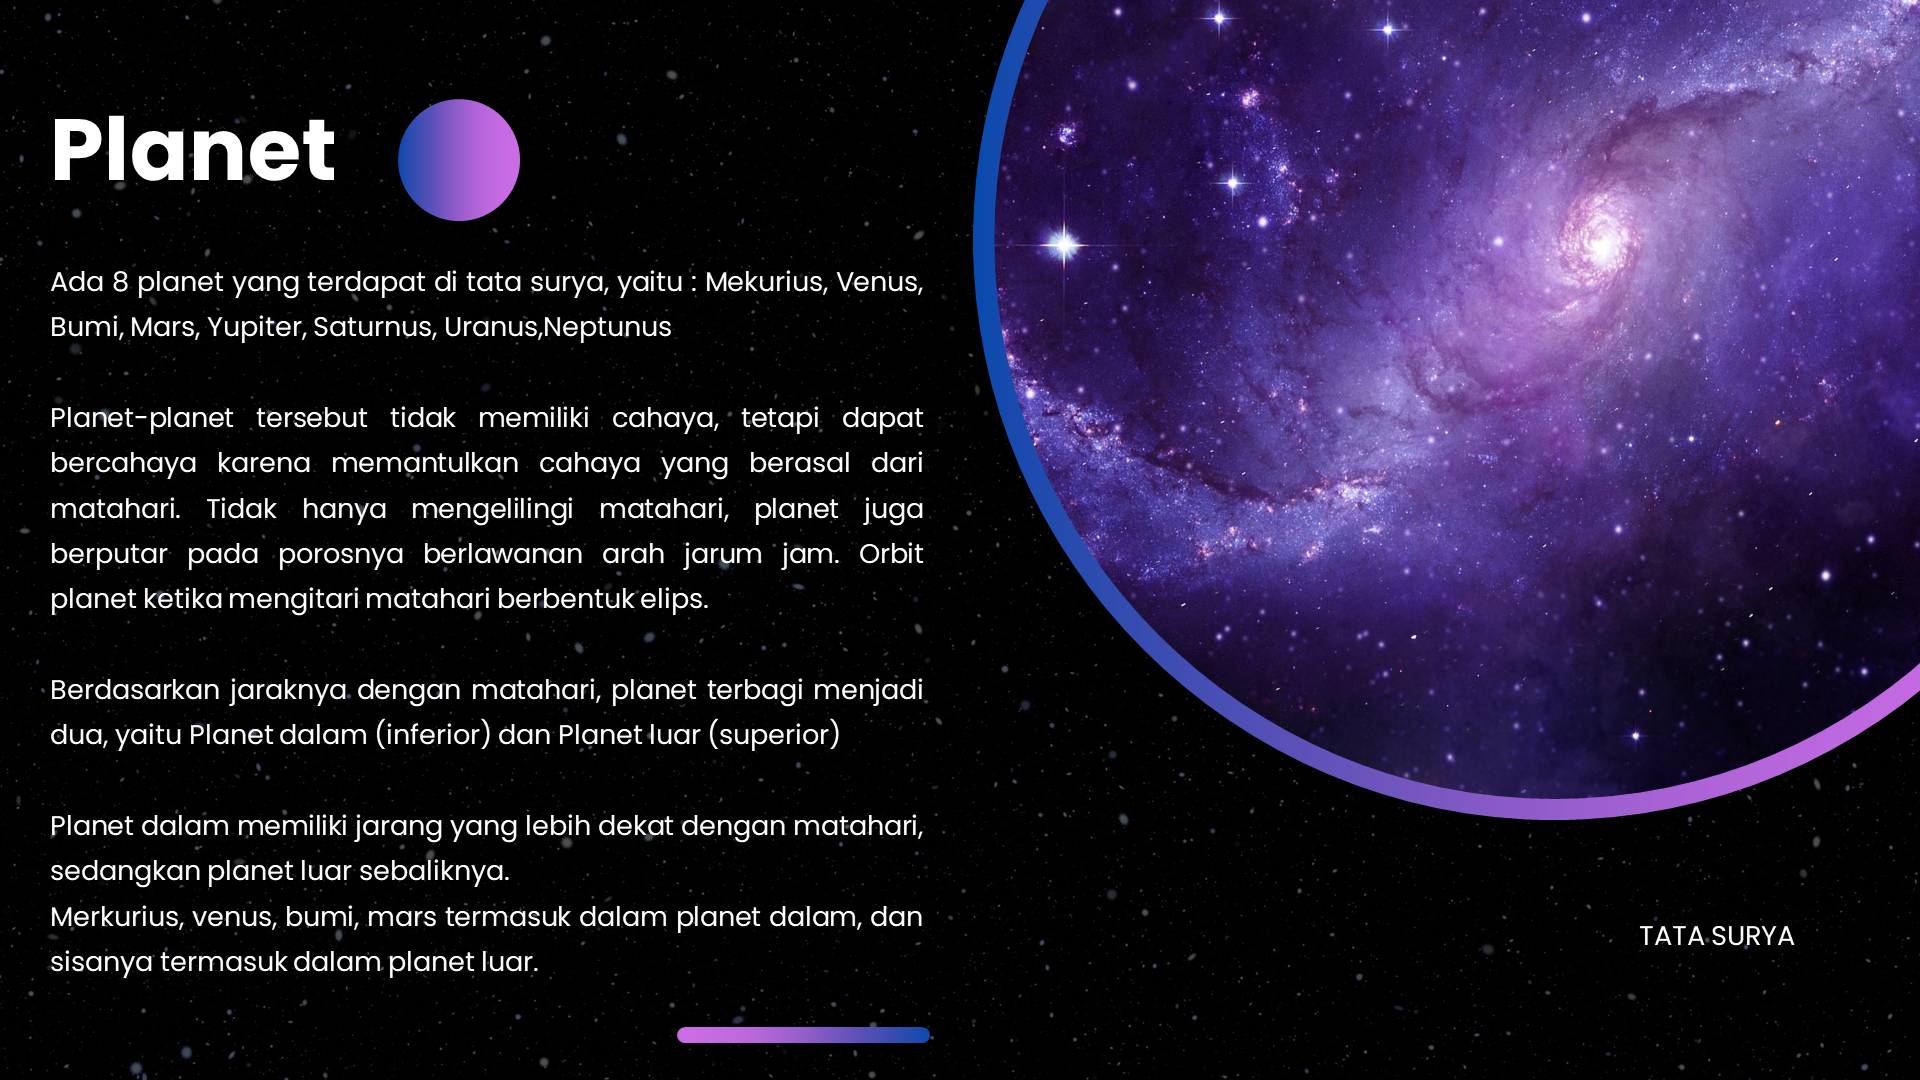 Planet
Ada 8 planet yang terdapat di tata surya, yaitu : Mekurius, Venus,
Bumi, Mars, Yupiter, Saturnus, Uranus,Neptunus
Planet-planet tersebut tidak memiliki cahaya, tetapi dapat
bercahaya karena memantulkan cahaya yang berasal dari
matahari. Tidak hanya mengelilingi matahari, planet juga
berputar pada porosnya berlawanan arah jarum jam. Orbit
planet ketika mengitari matahari berbentuk elips.
Berdasarkan jaraknya dengan matahari, planet terbagi menjadi
dua, yaitu Planet dalam (inferior) dan Planet luar (superior)
Planet dalam memiliki jarang yang lebih dekat dengan matahari,
sedangkan planet luar sebaliknya.
Merkurius, venus, bumi, mars termasuk dalam planet dalam, dan
sisanya termasuk dalam planet luar.
TATA SURYA